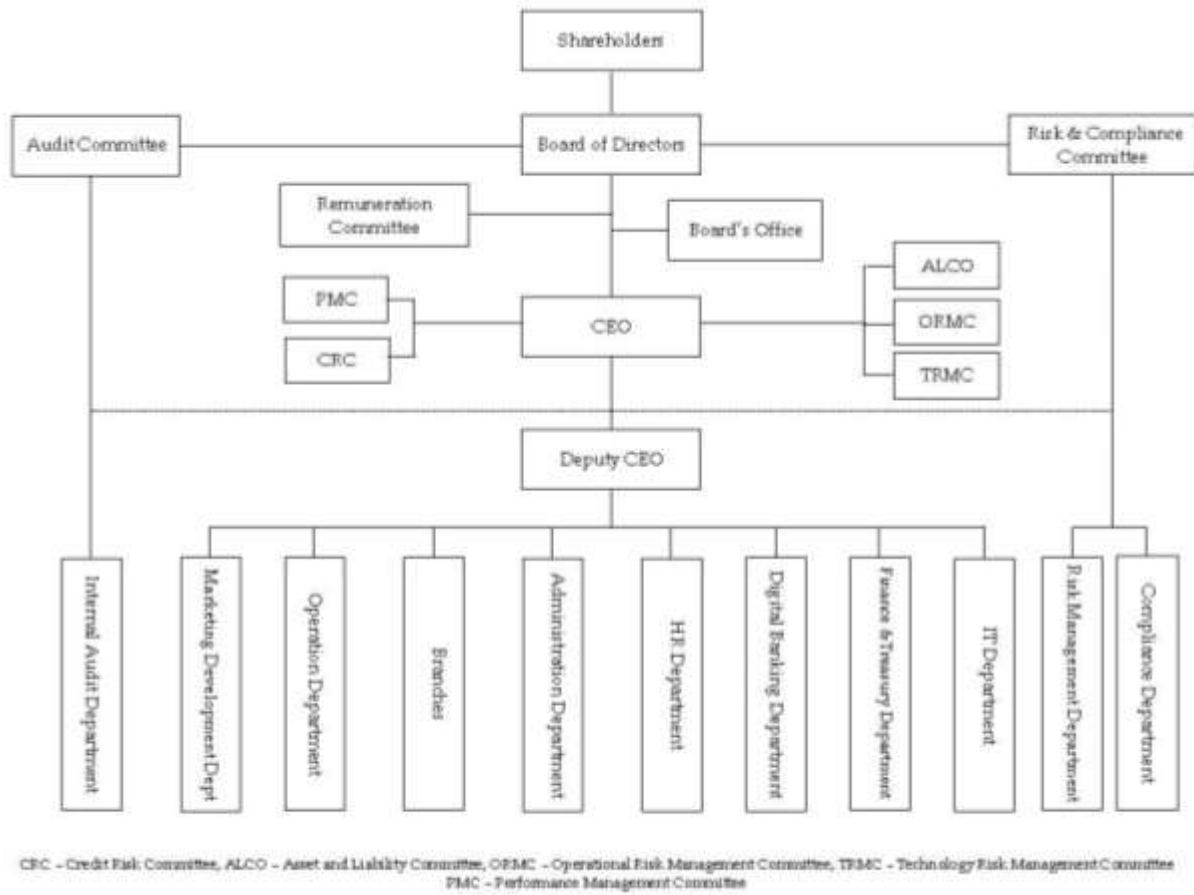 Shareholders
Audit Committee
Board of Directors
Risk & Compliance
Committee
Remuneration
Committee
Board's Office
PMC
CRC
CEO
ALCO
ORMC
TRMC
Deputy CEO
Internal Audit Department
Marketing Development Dept
Operation Department
Branches
Administration Department
HR Department
Digital Banking Department
Finance & Treasury Department
IT Department
Risk Management Department
Compliance Department
CRC – Credit Risk Committee, ALCO – Asset and Liability Committee, ORMC – Operational Risk Management Committee, TRMC – Technology Risk Management Committee
PMC – Performance Management Committee